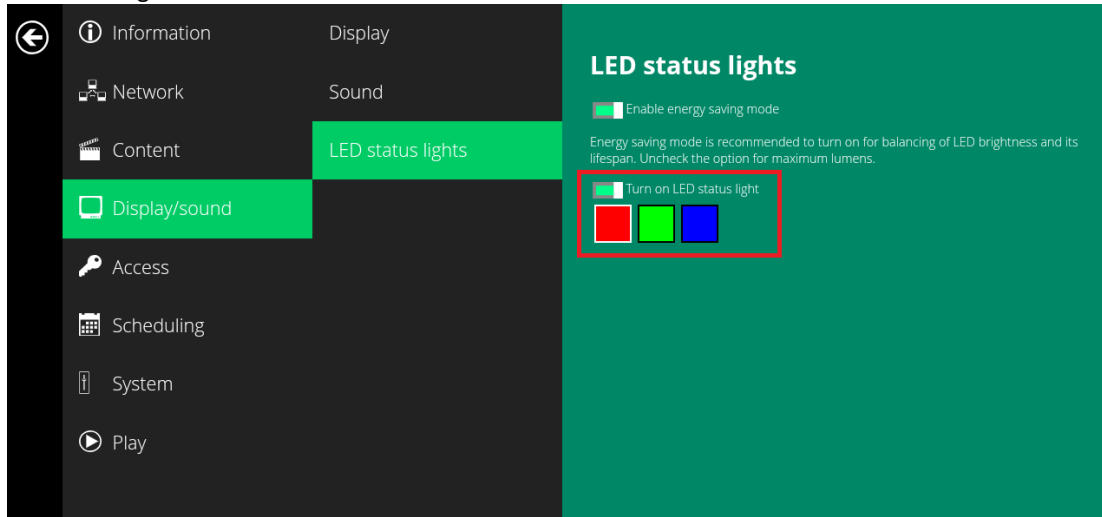 Information
Network
Content
Display/sound
Access
Scheduling
System
Play
Display
Sound
LED status lights
LED status lights
Enable energy saving mode
Energy saving mode is recommended to turn on for balancing of LED brightness and its
lifespan. Uncheck the option for maximum lumens.
Turn on LED status light